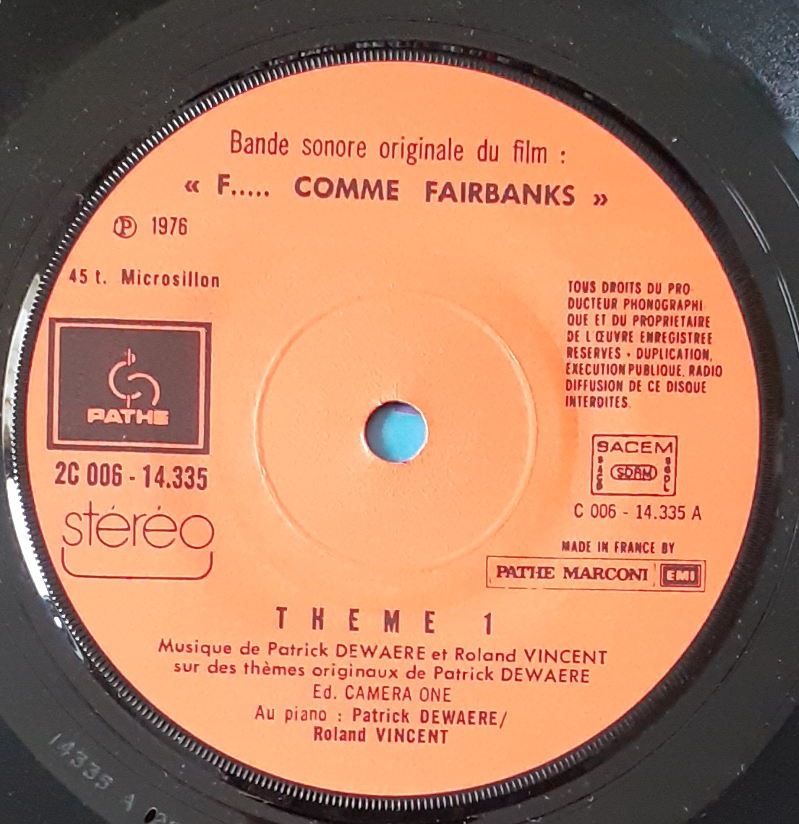 Bande sonore originale du film :
« F..... COMME FAIRBANKS »
℗ 1976
45 t. Microsillon
TOUS DROITS DU PRO
DUCTEUR PHONOGRAPHI
QUE ET DU PROPRIETAIRE
DE L ŒUVRE ENREGISTREE
RESERVES - DUPLICATION,
EXECUTION PUBLIQUE, RADIO
DIFFUSION DE CE DISQUE
INTERDITES.
PATHE
2C 006 - 14.335
stéréo
SACEM
SACD
SDRM
SGDL
C 006 - 14.335 A
MADE IN FRANCE BY
PATHE MARCONI EMI
THEME 1
Musique de Patrick DEWAERE et Roland VINCENT
sur des thèmes originaux de Patrick DEWAERE
Ed. CAMERA ONE
Au piano : Patrick DEWAERE/
Roland VINCENT
14335 A